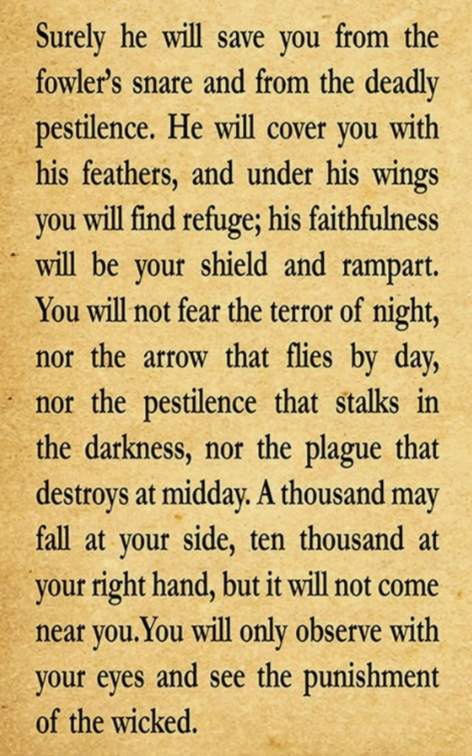 Surely he will save you from the
fowler's snare and from the deadly
pestilence. He will cover you with
his feathers, and under his wings
you will find refuge; his faithfulness
will be your shield and rampart.
You will not fear the terror of night,
nor the arrow that flies by day,
nor the pestilence that stalks in
the darkness, nor the plague that
destroys at midday. A thousand may
fall at your side, ten thousand at
your right hand, but it will not come
near you.You will only observe with
your eyes and see the punishment
of the wicked.